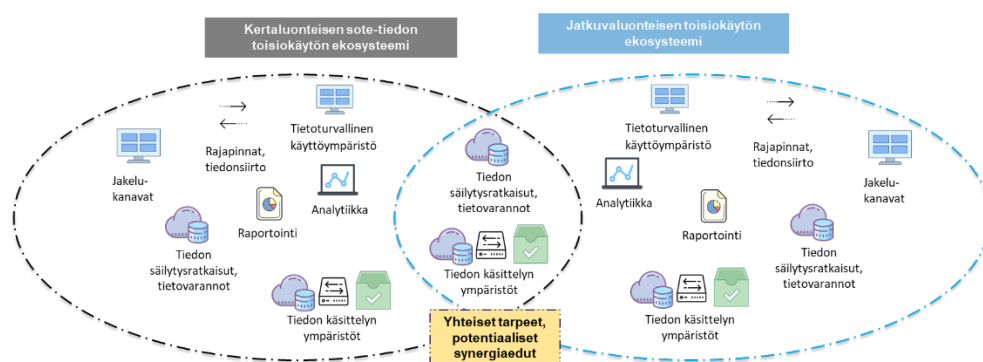 Kertaluonteisen sote-tiedon
toisiokäytön ekosysteemi
Jatkuvaluonteisen toisiokäytön
ekosysteemi
Jakelu-
kanavat
Rajapinnat,
tiedonsiirto
Tietoturvallinen
käyttöympäristö
Analytiikka
Raportointi
Tiedon
säilytysratkaisut,
tietovarannot
Tiedon käsittelyn
ympäristöt
Tiedon
säilytysratkaisut,
tietovarannot
Tiedon käsittelyn
ympäristöt
Yhteiset tarpeet,
potentiaaliset
synergiaedut
Tietoturvallinen
käyttöympäristö
Rajapinnat,
tiedonsiirto
Jakelu-
kanavat
Analytiikka
Raportointi
Tiedon
säilytysratkaisut,
tietovarannot
Tiedon käsittelyn
ympäristöt